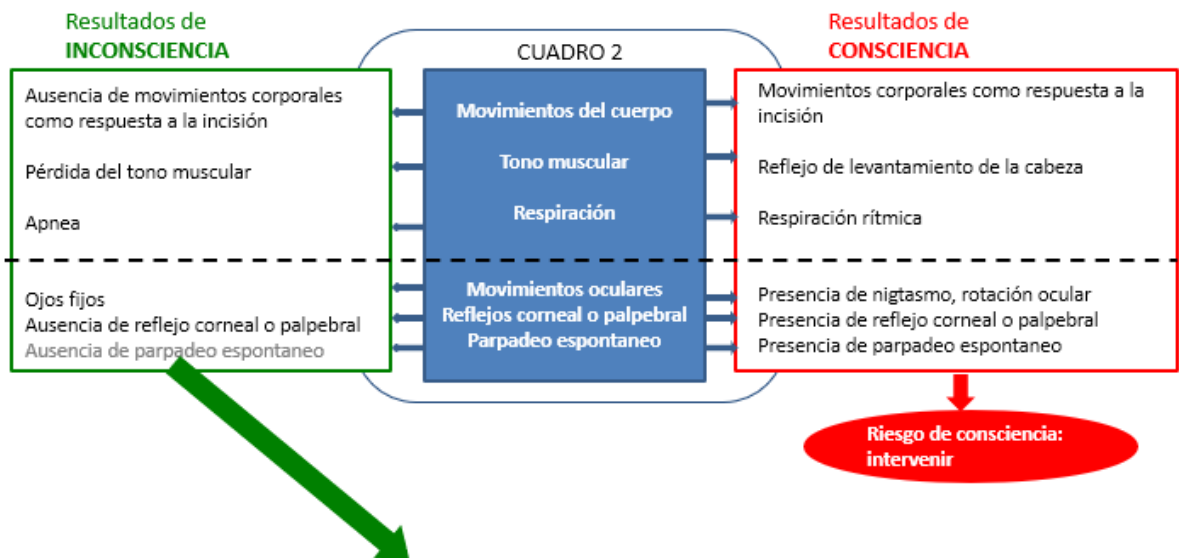 Resultados de
INCONSCIENCIA
Ausencia de movimientos corporales
como respuesta a la incisión
Pérdida del tono muscular
Apnea
Ojos fijos
Ausencia de reflejo corneal o palpebral
Ausencia de parpadeo espontaneo
CUADRO 2
Movimientos del cuerpo
Tono muscular
Respiración
Movimientos oculares
Reflejos corneal o palpebral
Parpadeo espontaneo
Resultados de
CONSCIENCIA
Movimientos corporales como respuesta a la
incisión
Reflejo de levantamiento de la cabeza
Respiración rítmica
Presencia de nigtasmo, rotación ocular
Presencia de reflejo corneal o palpebral
Presencia de parpadeo espontaneo
Riesgo de consciencia:
intervenir